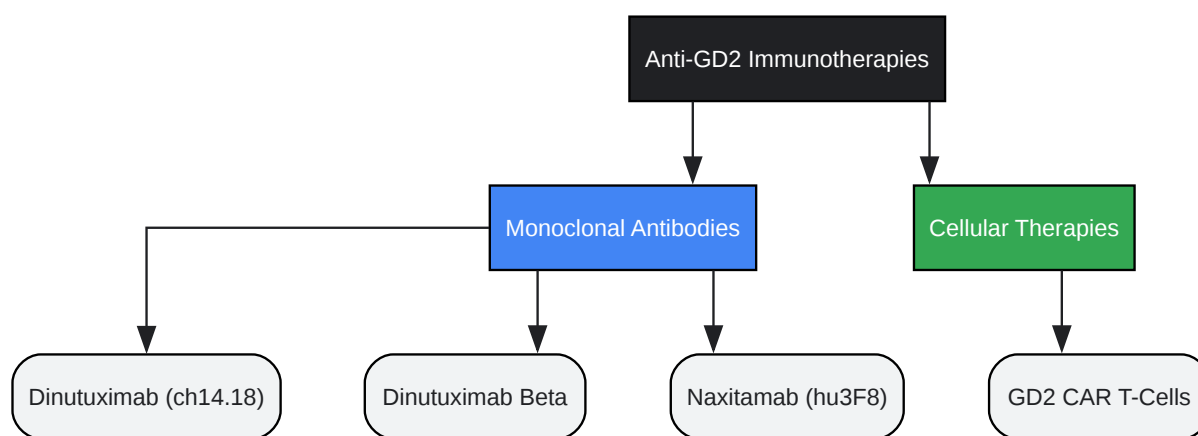 Anti-GD2 Immunotherapies
Monoclonal Antibodies
Cellular Therapies
Dinutuximab (ch14.18)
Dinutuximab Beta
Naxitamab (hu3F8)
GD2 CAR T-Cells